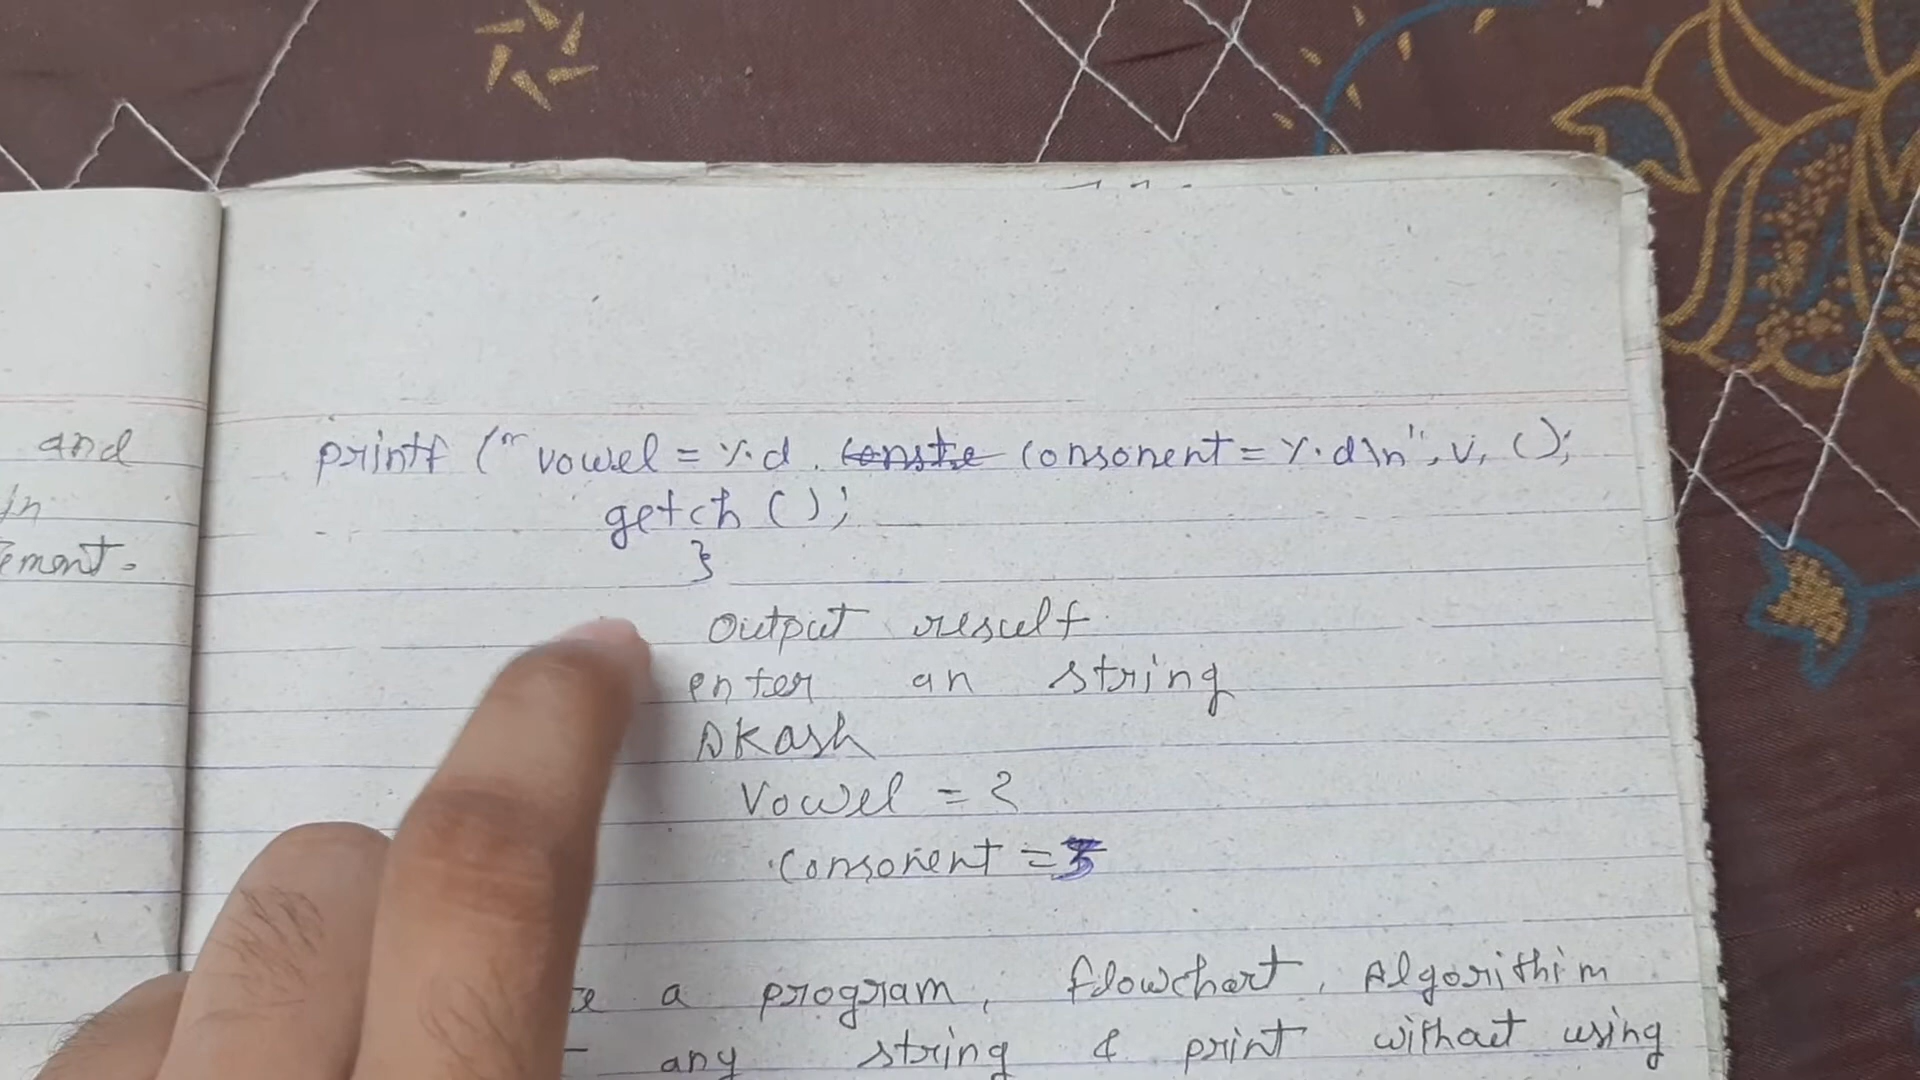 and
in
ement.
printf ("vowel = %.d, consonent = %.d\n", v, ();
getch ();
}
Output result
enter an string
Akash
Vowel = 2
Consonent =
a program, flowchart, Algorithim
any string & print without using